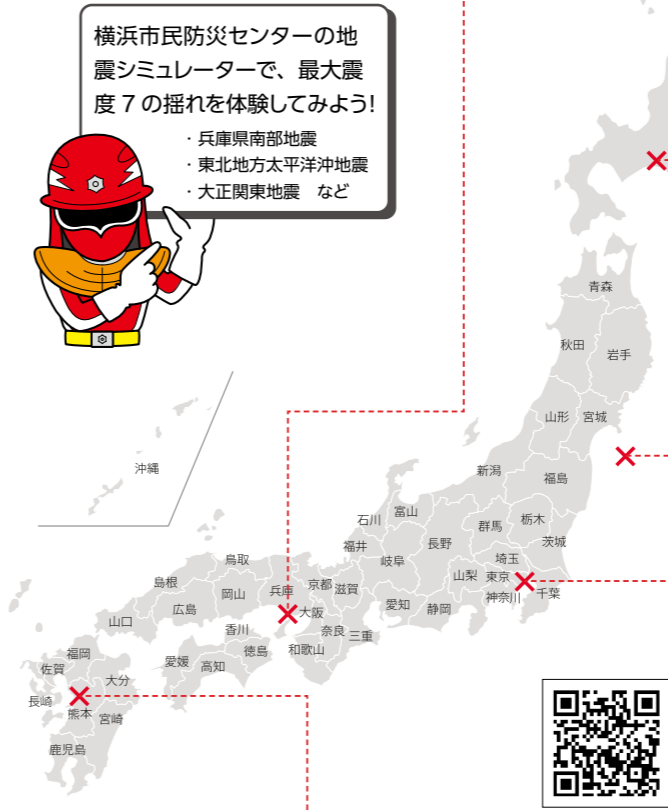 横浜市民防災センターの地
震シミュレーターで、最大震
度7の揺れを体験してみよう!
・兵庫県南部地震
・東北地方太平洋沖地震
・大正関東地震　など
青森
秋田
岩手
山形
宮城
沖縄
新潟
福島
石川
富山
群馬
栃木
福井
長野
茨城
岐阜
埼玉
鳥取
山梨
東京
島根
岡山
兵庫
京都
滋賀
神奈川
千葉
広島
大阪
愛知
静岡
山口
香川
奈良
三重
徳島
和歌山
福岡
愛媛
高知
佐賀
大分
長崎
熊本
宮崎
鹿児島